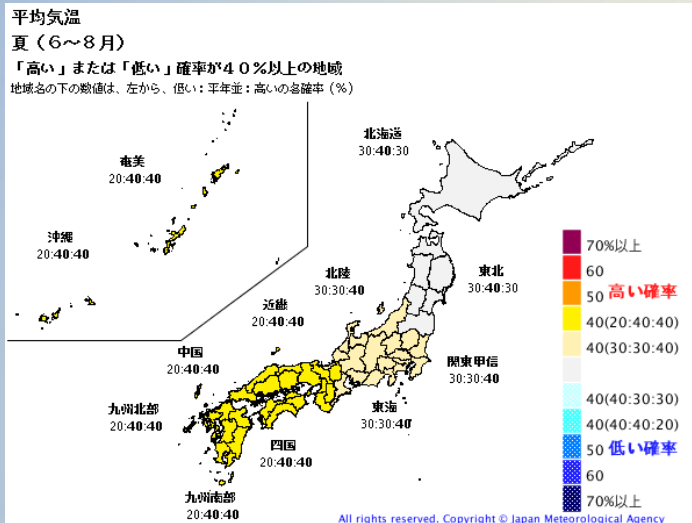 平均気温
夏（6～8月）
「高い」または「低い」確率が40%以上の地域
地域名の下の数値は、左から、低い：平年並：高いの各確率（%）
北海道
30:40:30
奄美
20:40:40
沖縄
20:40:40
北陸
30:30:40
東北
30:40:30
近畿
20:40:40
中国
20:40:40
関東甲信
30:30:40
九州北部
20:40:40
東海
30:30:40
四国
20:40:40
九州南部
20:40:40
70%以上
60
50 高い確率
40(20:40:40)
40(30:30:40)
40(40:30:30)
40(40:40:20)
50 低い確率
60
70%以上
All rights reserved. Copyright © Japan Meteorological Agency